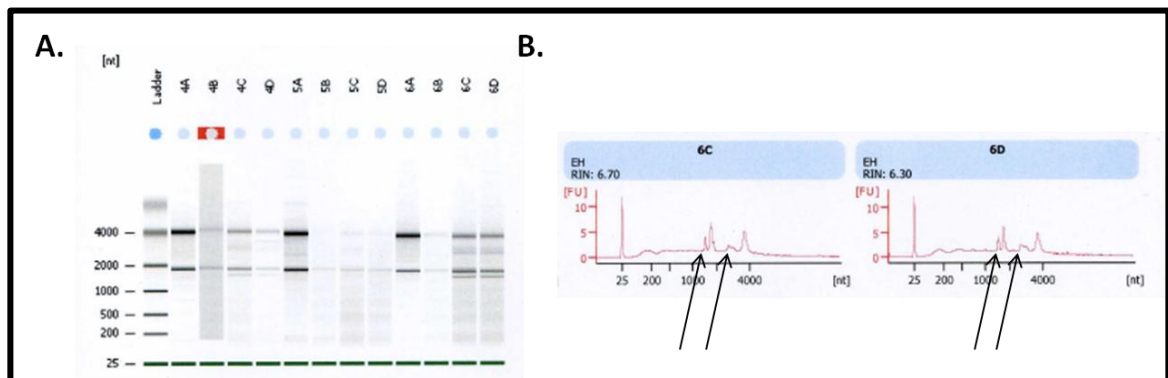 A.
[nt]
Ladder 4A 4B 4C 4D 5A 5B 5C 5D 6A 6B 6C 6D
4000
2000
1000
500
200
25
B.
6C
EH
RIN: 6.70
[FU]
10
5
0
25 200 1000 4000 [nt]
6D
EH
RIN: 6.30
[FU]
10
5
0
25 200 1000 4000 [nt]